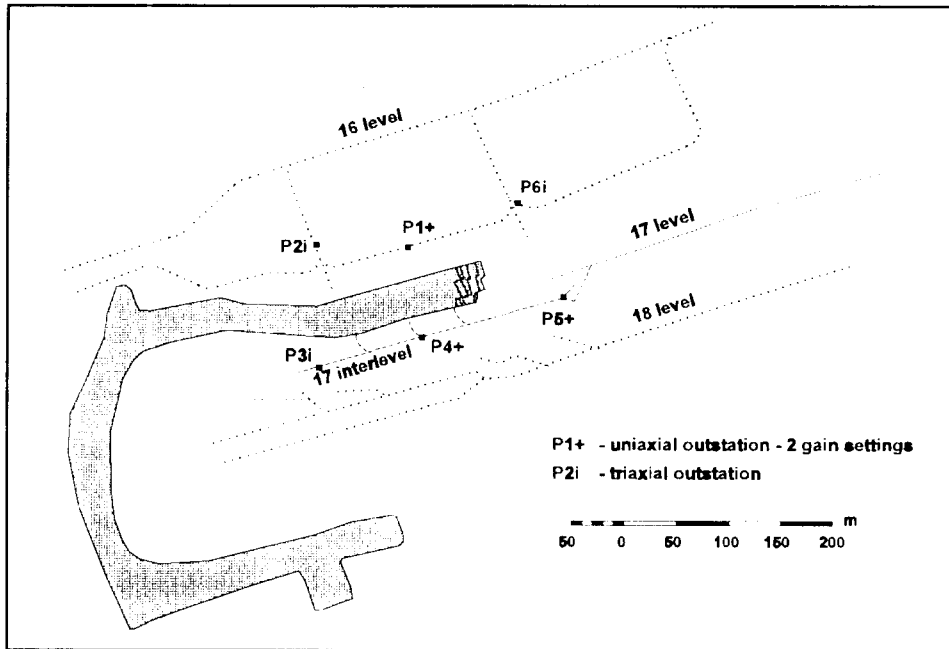 16 level
P6i
P2i
P1+
17 level
P5+
18 level
P4+
P3i
17 interlevel
P1+ - uniaxial outstation - 2 gain settings
P2i - triaxial outstation
m
50 0 50 100 150 200